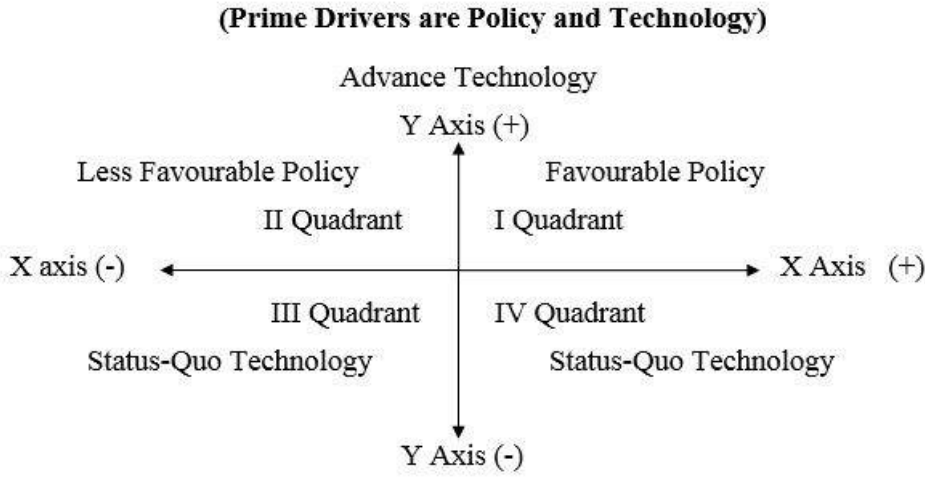 (Prime Drivers are Policy and Technology)
Advance Technology
Y Axis (+)
Less Favourable Policy Favourable Policy
II Quadrant I Quadrant
X axis (-) X Axis (+)
III Quadrant IV Quadrant
Status-Quo Technology Status-Quo Technology
Y Axis (-)